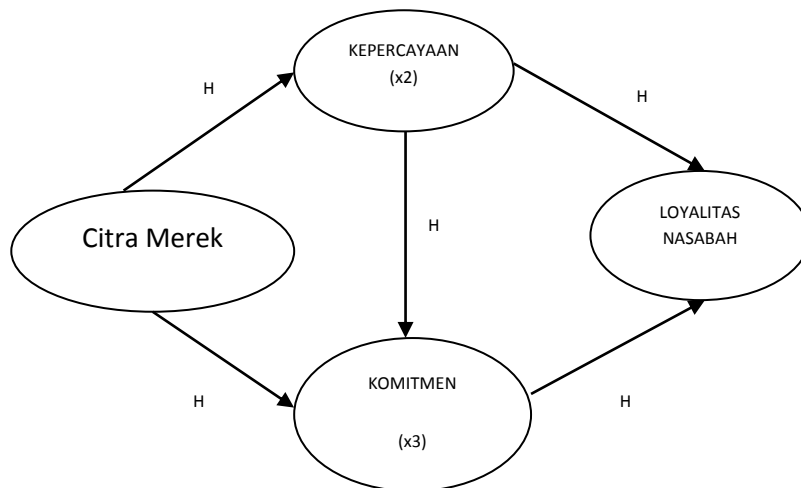 KEPERCAYAAN
(x2)
H
H
Citra Merek
LOYALITAS
NASABAH
H
KOMITMEN
(x3)
H
H